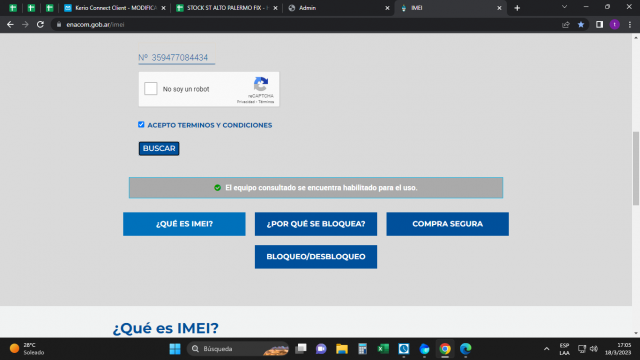 Kerio Connect Client - MODIFICA
STOCK ST ALTO PALERMO FIX -
Admin
IMEI
enacom.gob.ar/imei
Nº 359477084434
No soy un robot
reCAPTCHA
Privacidad - Términos
ACEPTO TERMINOS Y CONDICIONES
BUSCAR
El equipo consultado se encuentra habilitado para el uso.
¿QUÉ ES IMEI?
¿POR QUÉ SE BLOQUEA?
COMPRA SEGURA
BLOQUEO/DESBLOQUEO
¿Qué es IMEI?
28°C
Soleado
Búsqueda
ESP
LAA
17:05
18/3/2023